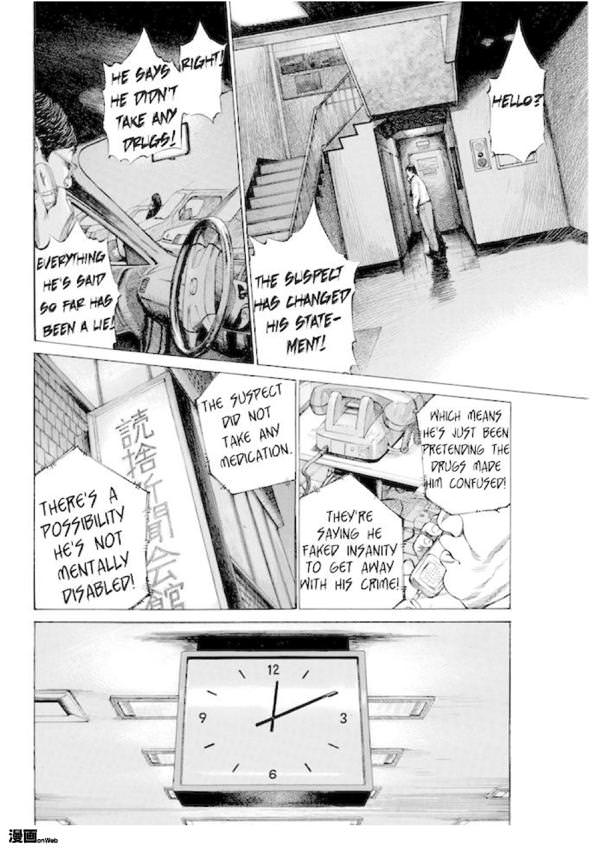 HELLO?
THE SUSPECT
HAS CHANGED
HIS STATE-
MENT!
RIGHT!
HE SAYS
HE DIDN'T
TAKE ANY
DRUGS!
EVERYTHING
HE'S SAID
SO FAR HAS
BEEN A LIE!
WHICH MEANS
HE'S JUST BEEN
PRETENDING THE
DRUGS MADE
HIM CONFUSED!
THEY'RE
SAYING HE
FAKED INSANITY
TO GET AWAY
WITH HIS CRIME!
THE SUSPECT
DID NOT
TAKE ANY
MEDICATION.
読捨新聞会館
THERE'S A
POSSIBILITY
HE'S NOT
MENTALLY
DISABLED!
12
9
3
6
漫画onWeb